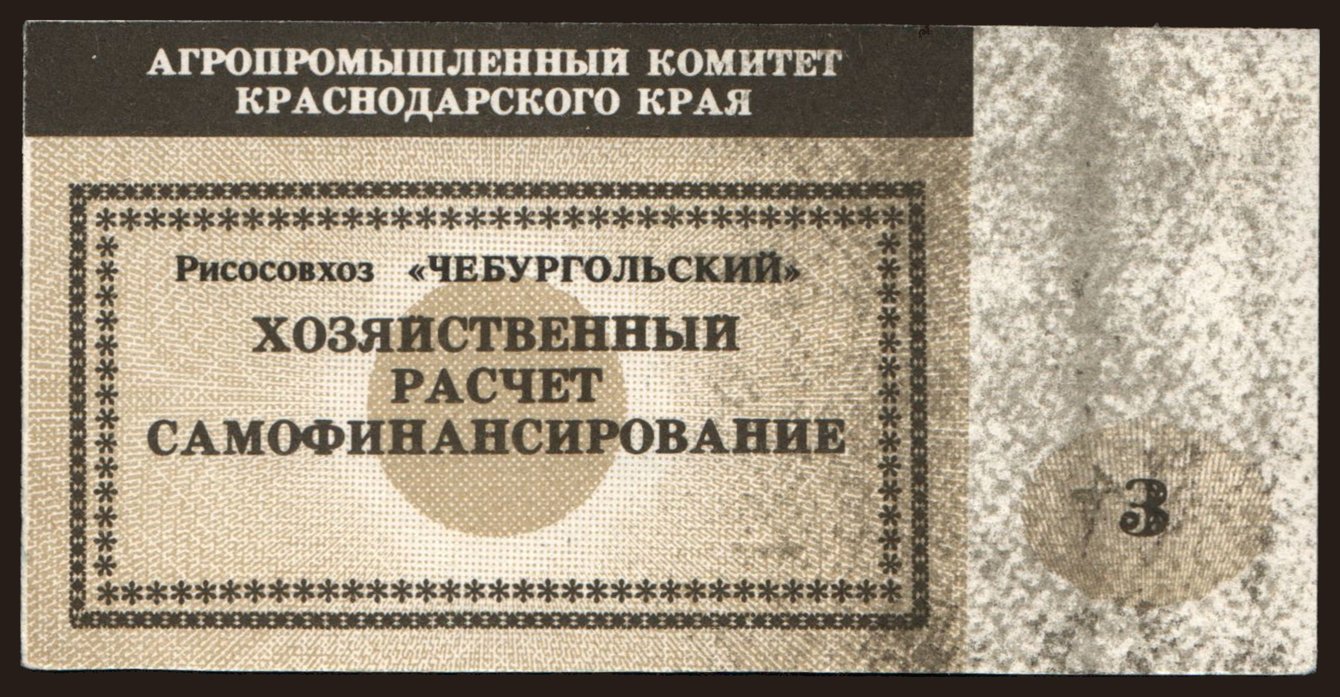 АГРОПРОМЫШЛЕННЫЙ КОМИТЕТ
КРАСНОДАРСКОГО КРАЯ
Рисосовхоз «ЧЕБУРГОЛЬСКИЙ»
ХОЗЯЙСТВЕННЫЙ
РАСЧЕТ
САМОФИНАНСИРОВАНИЕ
3